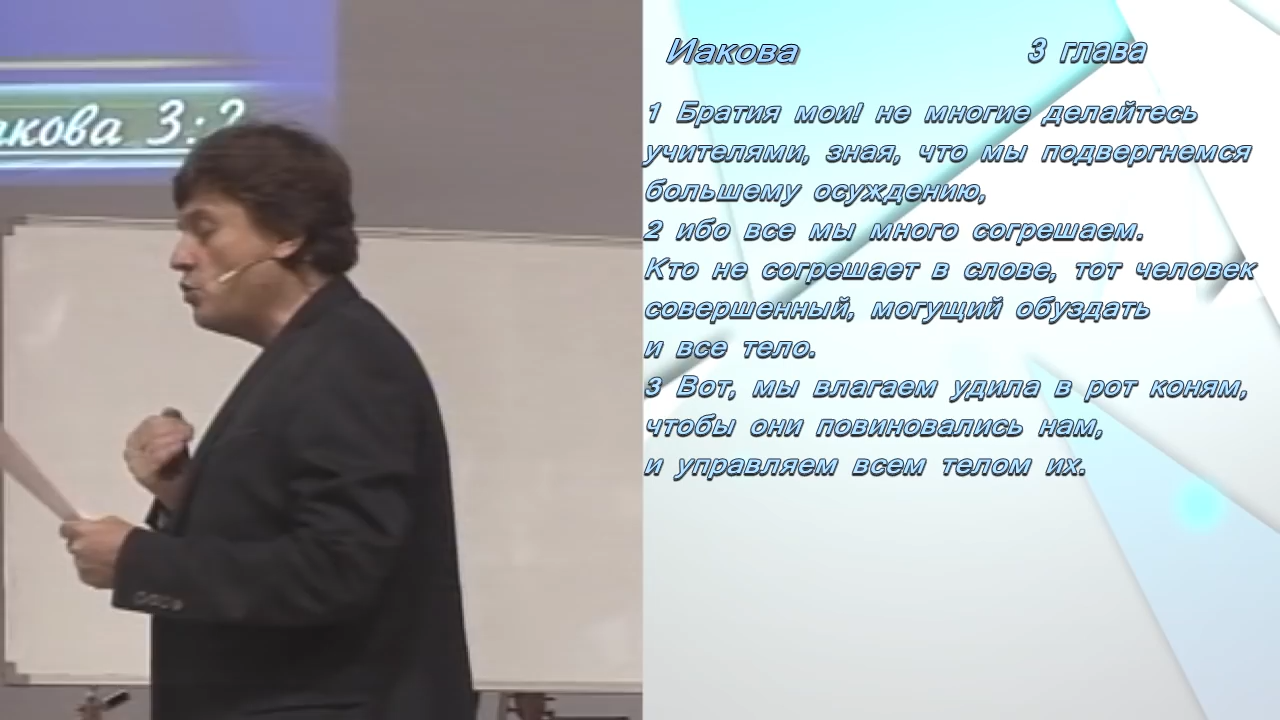 акова 3:2
Иакова 3 глава
1 Братия мои! не многие делайтесь
учителями, зная, что мы подвергнемся
большему осуждению,
2 ибо все мы много согрешаем.
Кто не согрешает в слове, тот человек
совершенный, могущий обуздать
и все тело.
3 Вот, мы влагаем удила в рот коням,
чтобы они повиновались нам,
и управляем всем телом их.